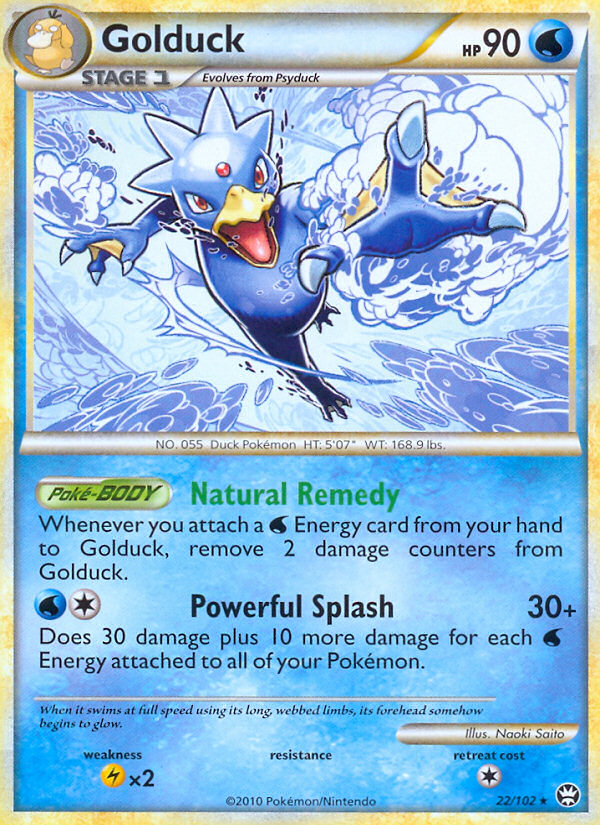 Golduck
HP 90
STAGE 1
Evolves from Psyduck
NO. 055 Duck Pokémon HT: 5'07" WT: 168.9 lbs.
Poké-BODY Natural Remedy
Whenever you attach a Energy card from your hand
to Golduck, remove 2 damage counters from
Golduck.
Powerful Splash 30+
Does 30 damage plus 10 more damage for each
Energy attached to all of your Pokémon.
When it swims at full speed using its long, webbed limbs, its forehead somehow
begins to glow.
Illus. Naoki Saito
weakness resistance retreat cost
×2
©2010 Pokémon/Nintendo
22/102 ★